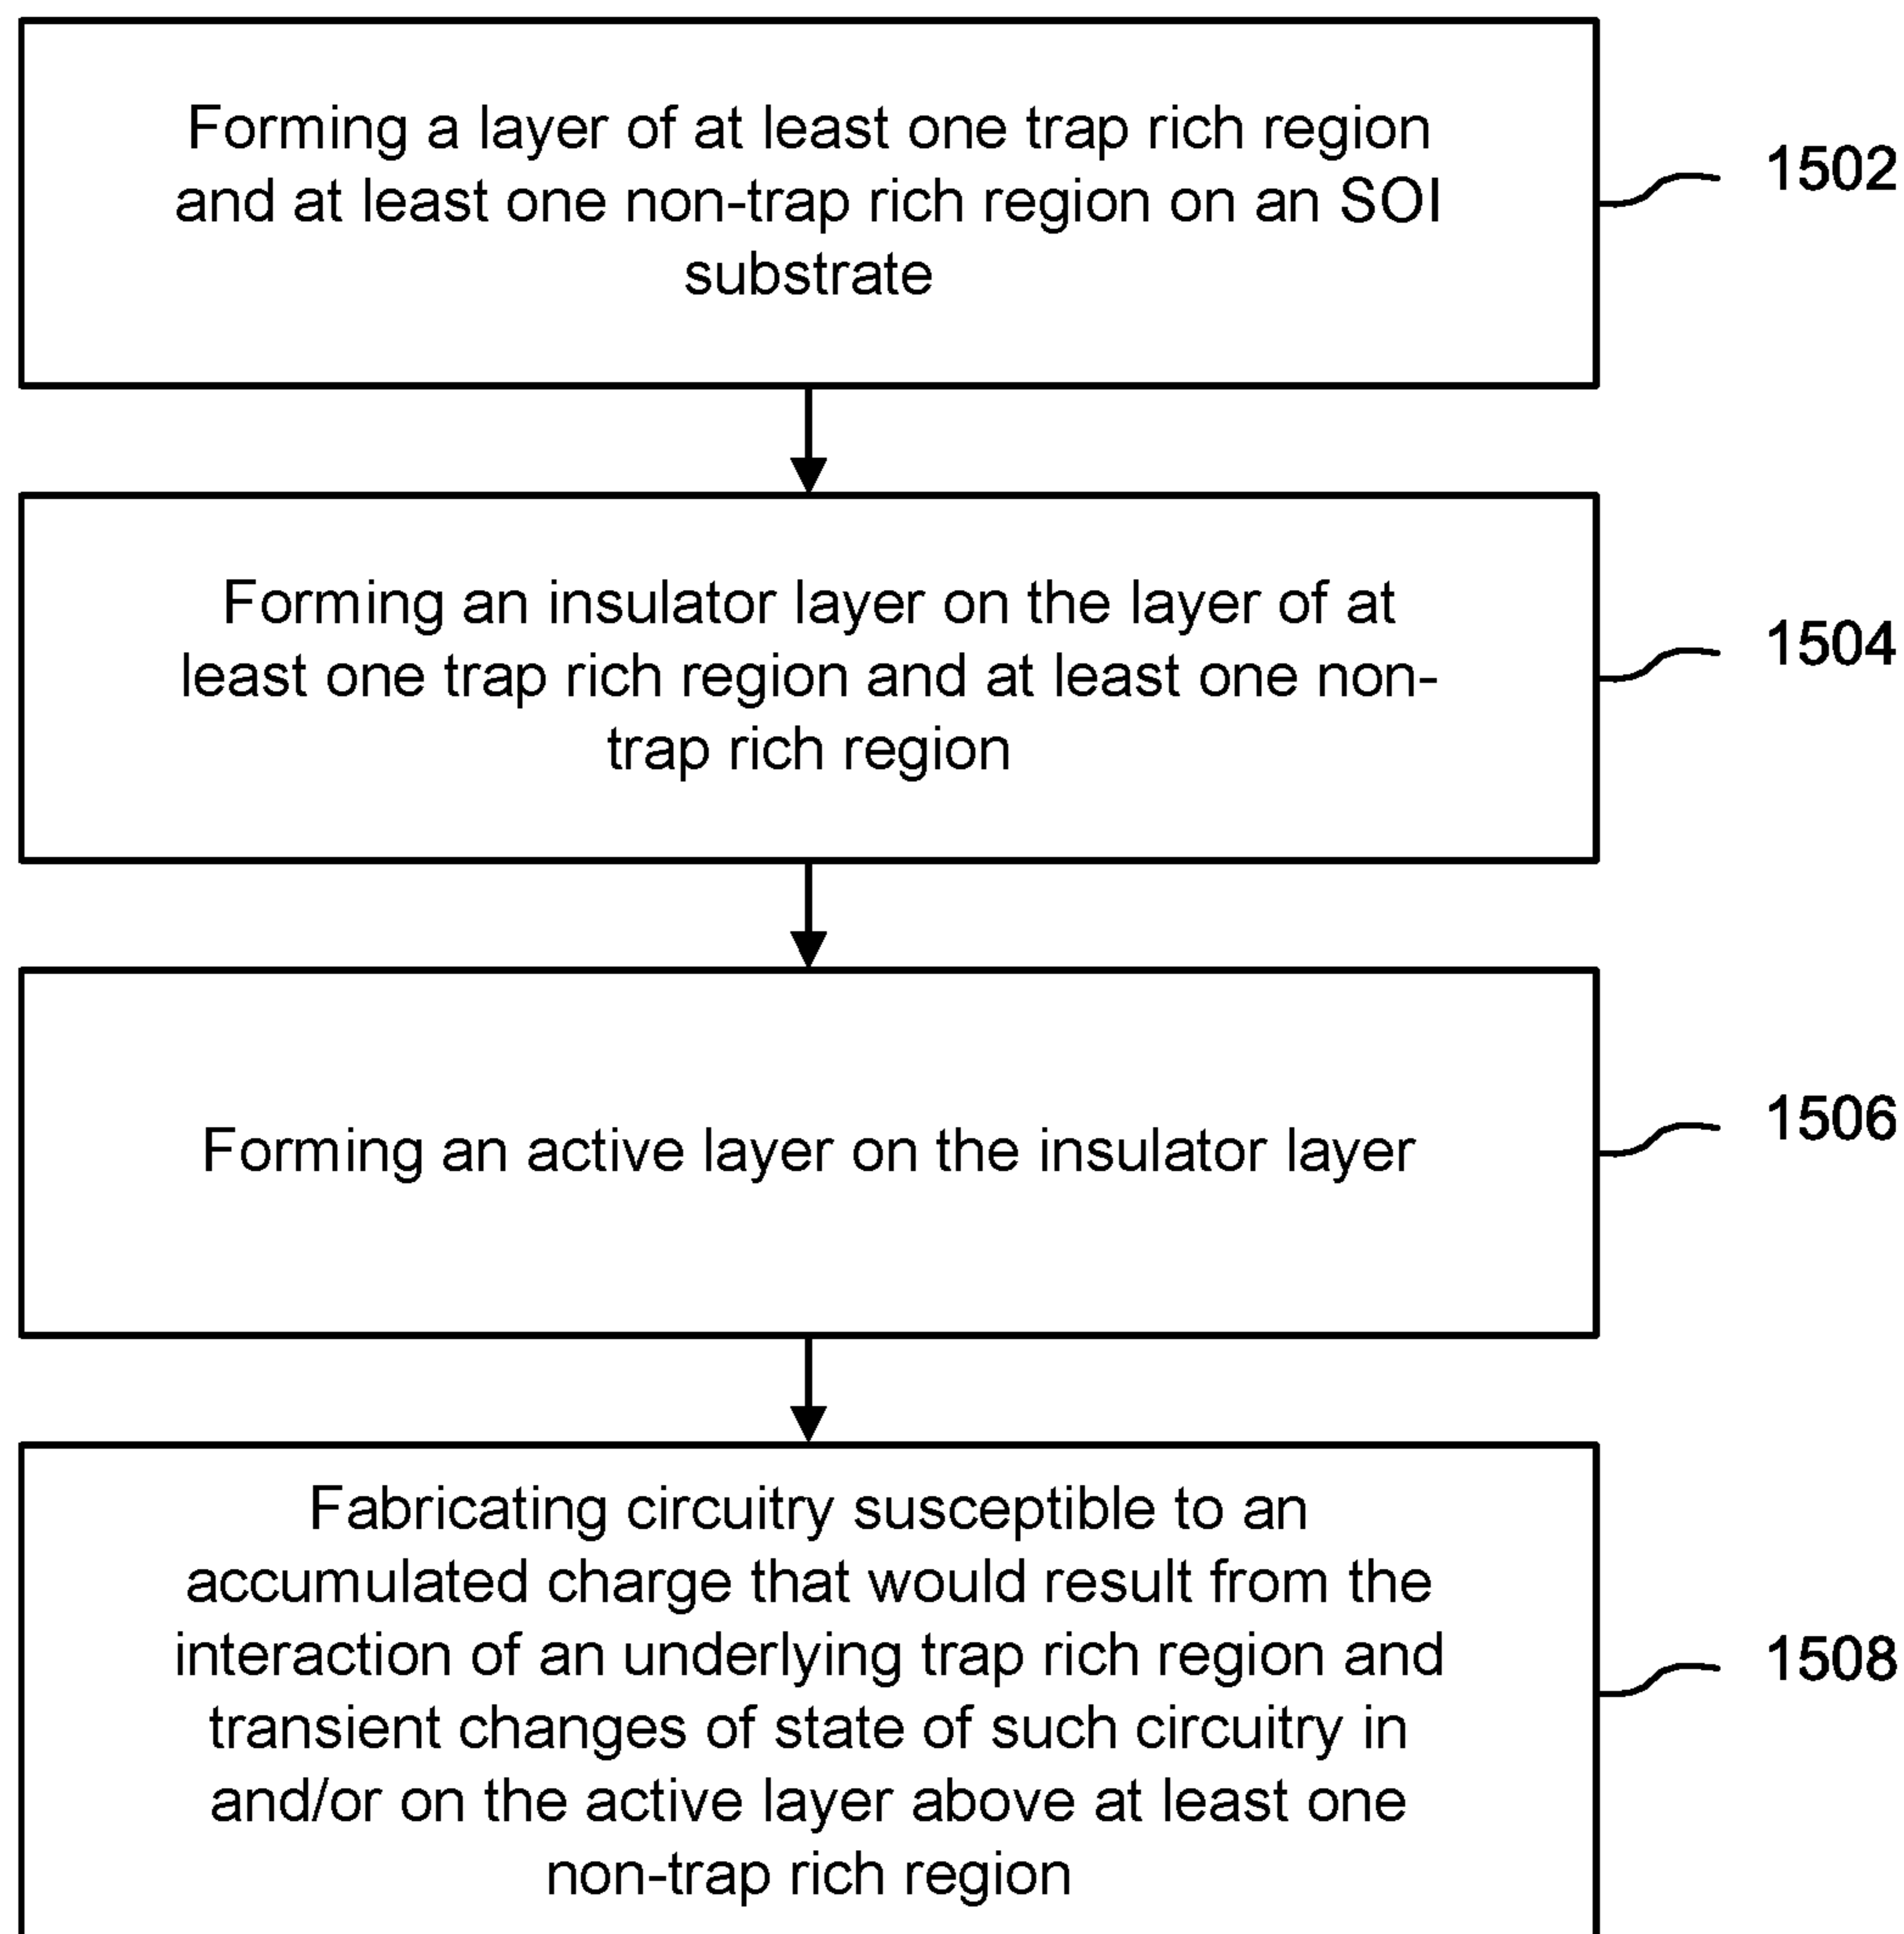 Forming a layer of at least one trap rich region
and at least one non-trap rich region on an SOI
substrate
1502
Forming an insulator layer on the layer of at
least one trap rich region and at least one non-
trap rich region
1504
Forming an active layer on the insulator layer
1506
Fabricating circuitry susceptible to an
accumulated charge that would result from the
interaction of an underlying trap rich region and
transient changes of state of such circuitry in
and/or on the active layer above at least one
non-trap rich region
1508